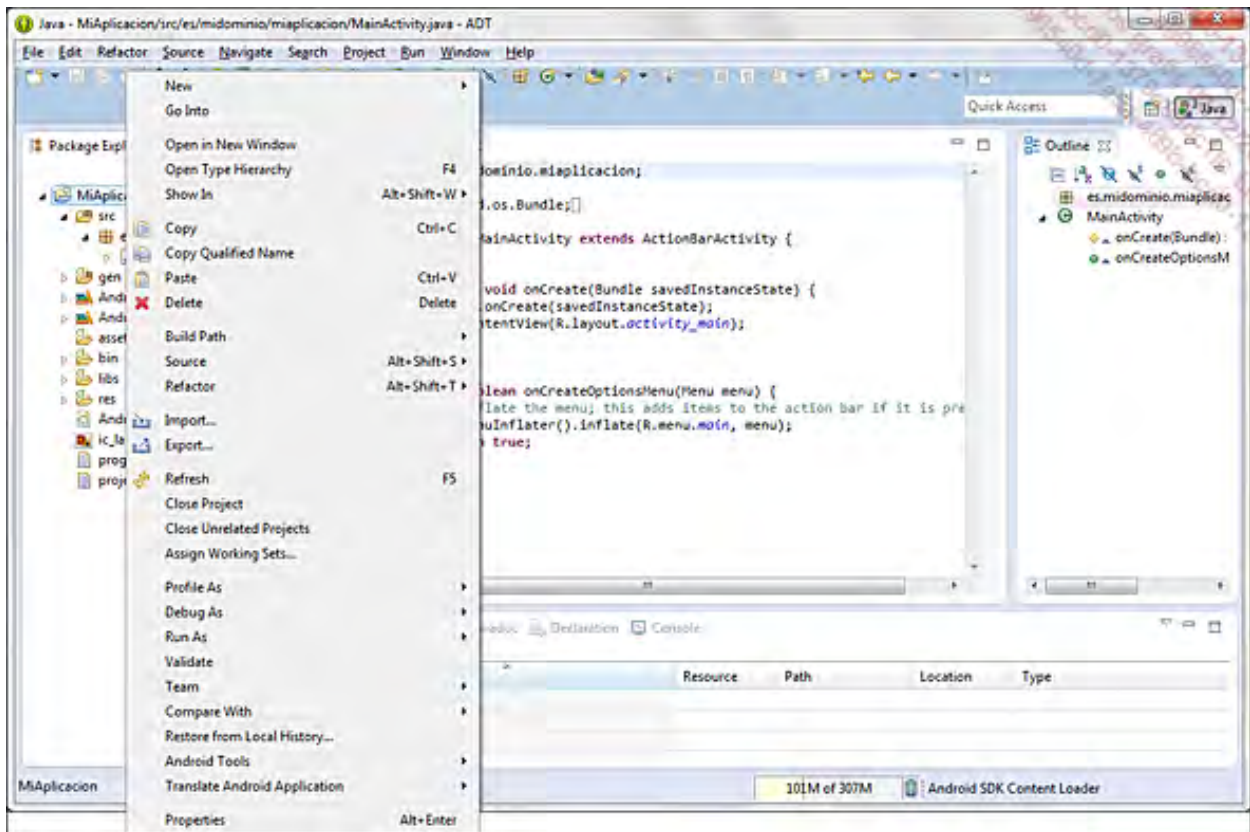 Java - MiAplicacion/src/es/midominio/miaplicacion/MainActivity.java - ADT
File Edit Refactor Source Navigate Search Project Run Window Help
Quick Access
Java
Package Expl
MiAplica
src
e
gen
Andr
Andr
asset
bin
libs
res
Andr
ic_la
prog
proje
New
Go Into
Open in New Window
Open Type Hierarchy F4
Show In Alt+Shift+W
Copy Ctrl+C
Copy Qualified Name
Paste Ctrl+V
Delete Delete
Build Path
Source Alt+Shift+S
Refactor Alt+Shift+T
Import...
Export...
Refresh F5
Close Project
Close Unrelated Projects
Assign Working Sets...
Profile As
Debug As
Run As
Validate
Team
Compare With
Restore from Local History...
Android Tools
Translate Android Application
Properties Alt+Enter
dominio.miaplicacion;
d.os.Bundle;
MainActivity extends ActionBarActivity {
void onCreate(Bundle savedInstanceState) {
.onCreate(savedInstanceState);
tentView(R.layout.activity_main);
olean onCreateOptionsMenu(Menu menu) {
flate the menu; this adds items to the action bar if it is pre
nuInflater().inflate(R.menu.main, menu);
n true;
Outline
es.midominio.miaplicac
MainActivity
onCreate(Bundle) :
onCreateOptionsM
Declaration Console
Resource Path Location Type
MiAplicacion 101M of 307M Android SDK Content Loader